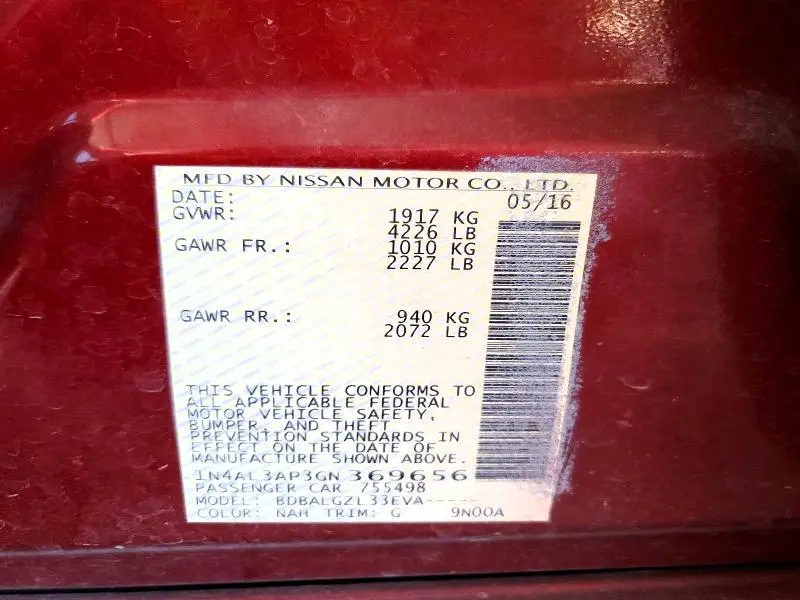 MFD BY NISSAN MOTOR CO., LTD.
DATE: 05/16
GVWR: 1917 KG
4226 LB
GAWR FR.: 1010 KG
2227 LB
GAWR RR.: 940 KG
2072 LB
THIS VEHICLE CONFORMS TO
ALL APPLICABLE FEDERAL
MOTOR VEHICLE SAFETY,
BUMPER, AND THEFT
PREVENTION STANDARDS IN
EFFECT ON THE DATE OF
MANUFACTURE SHOWN ABOVE.
1N4AL3AP3GN369656
PASSENGER CAR 755498
MODEL: BDBALGZL33EVA-----
COLOR: NAH TRIM: G 9N00A